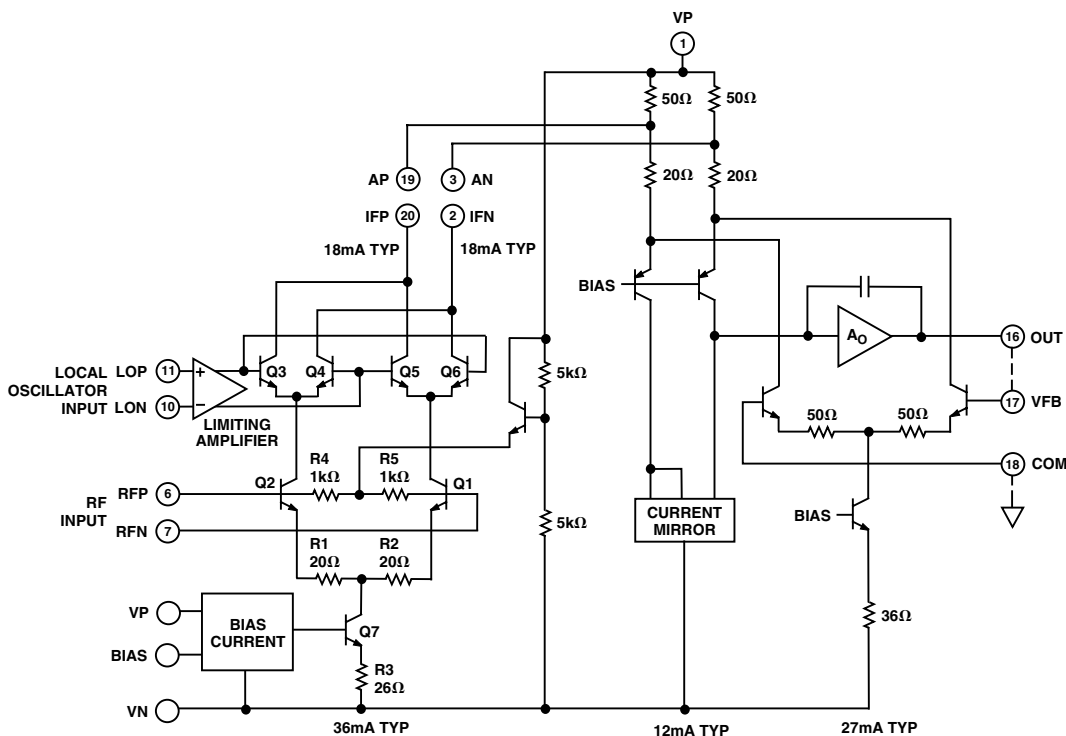 VP
1
50Ω
50Ω
AP 19
3 AN
20Ω
20Ω
IFP 20
2 IFN
18mA TYP
18mA TYP
BIAS
AO
16 OUT
LOCAL
OSCILLATOR
INPUT
LOP 11
LON 10
+
–
LIMITING
AMPLIFIER
Q3
Q4
Q5
Q6
5kΩ
17 VFB
50Ω
50Ω
R4
1kΩ
R5
1kΩ
18 COM
RF
INPUT
RFP 6
RFN 7
Q2
Q1
CURRENT
MIRROR
BIAS
5kΩ
R1
20Ω
R2
20Ω
VP
BIAS
BIAS
CURRENT
Q7
36Ω
R3
26Ω
VN
36mA TYP
12mA TYP
27mA TYP